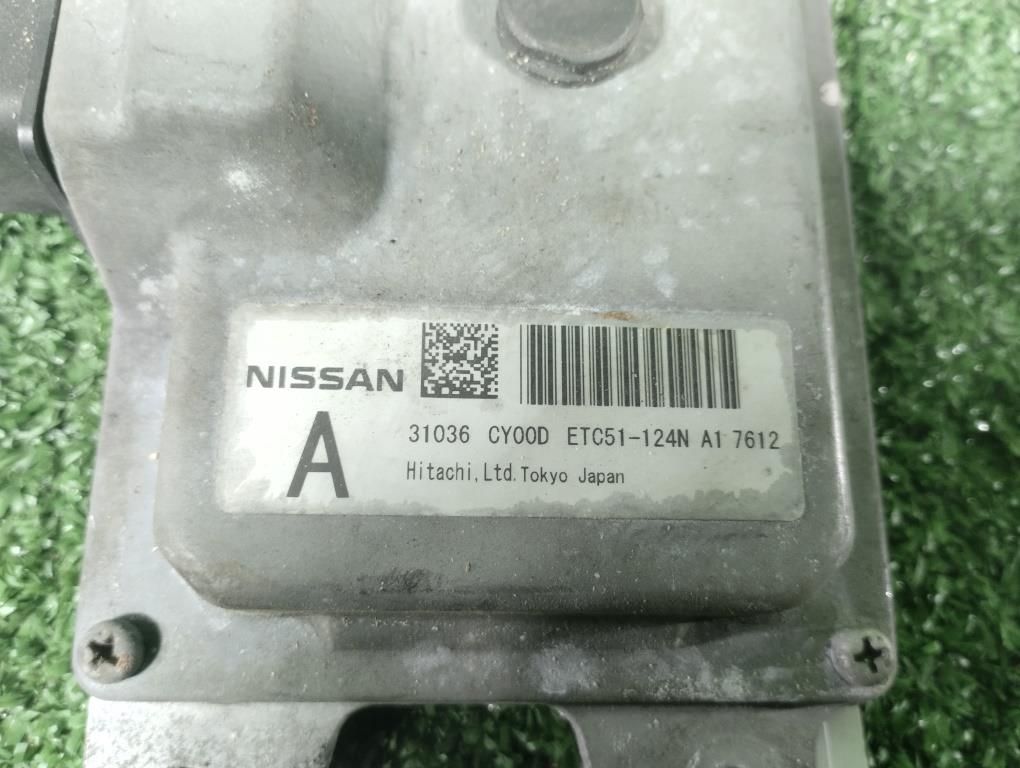 NISSAN
A
31036 CY00D ETC51-124N A1 7612
Hitachi,Ltd.Tokyo Japan